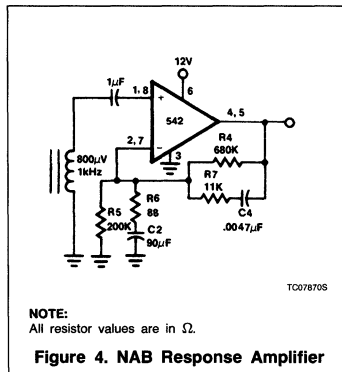 12V
1μF
1, 8
6
4, 5
+
542
2,7
−
3
R4
680K
800μV
1kHz
R7
11K
R6
88
R5
200K
C2
90μF
C4
.0047μF
TC07870S
NOTE:
All resistor values are in Ω.
Figure 4. NAB Response Amplifier